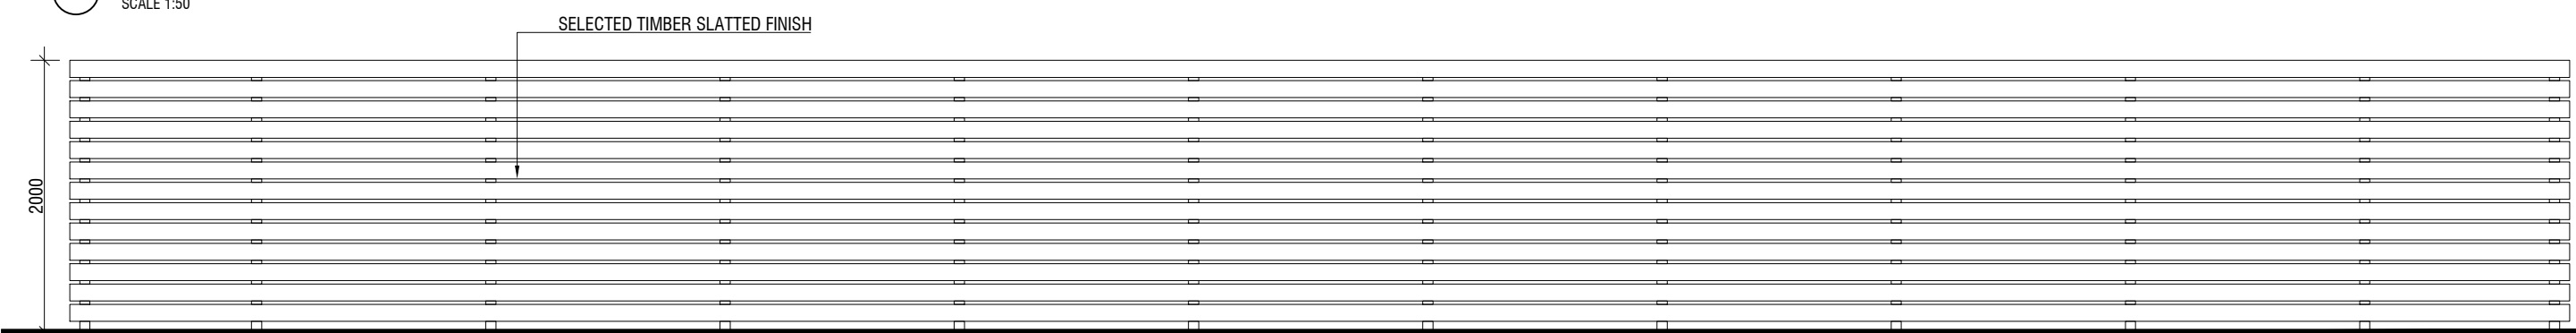 SCALE 1:50
SELECTED TIMBER SLATTED FINISH
2000